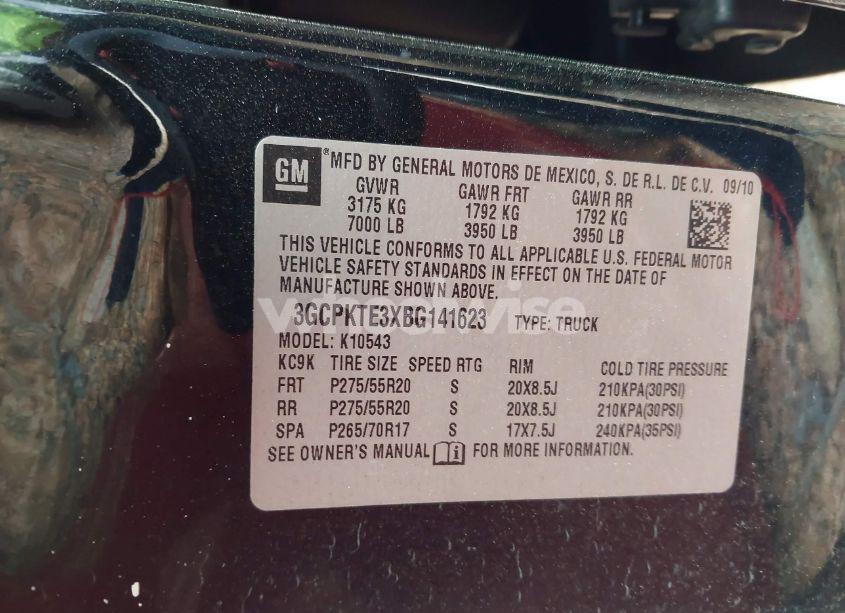 GM ®MFD BY GENERAL MOTORS DE MEXICO, S. DE R.L. DE C.V. 09/10
GVWR GAWR FRT GAWR RR
3175 KG 1792 KG 1792 KG
7000 LB 3950 LB 3950 LB
THIS VEHICLE CONFORMS TO ALL APPLICABLE U.S. FEDERAL MOTOR
VEHICLE SAFETY STANDARDS IN EFFECT ON THE DATE OF
MANUFACTURE SHOWN ABOVE.
3GCPKTE3XBG141623 TYPE: TRUCK
MODEL: K10543
KC9K TIRE SIZE SPEED RTG RIM COLD TIRE PRESSURE
FRT P275/55R20 S 20X8.5J 210KPA(30PSI)
RR P275/55R20 S 20X8.5J 210KPA(30PSI)
SPA P265/70R17 S 17X7.5J 240KPA(35PSI)
SEE OWNER'S MANUAL FOR MORE INFORMATION.